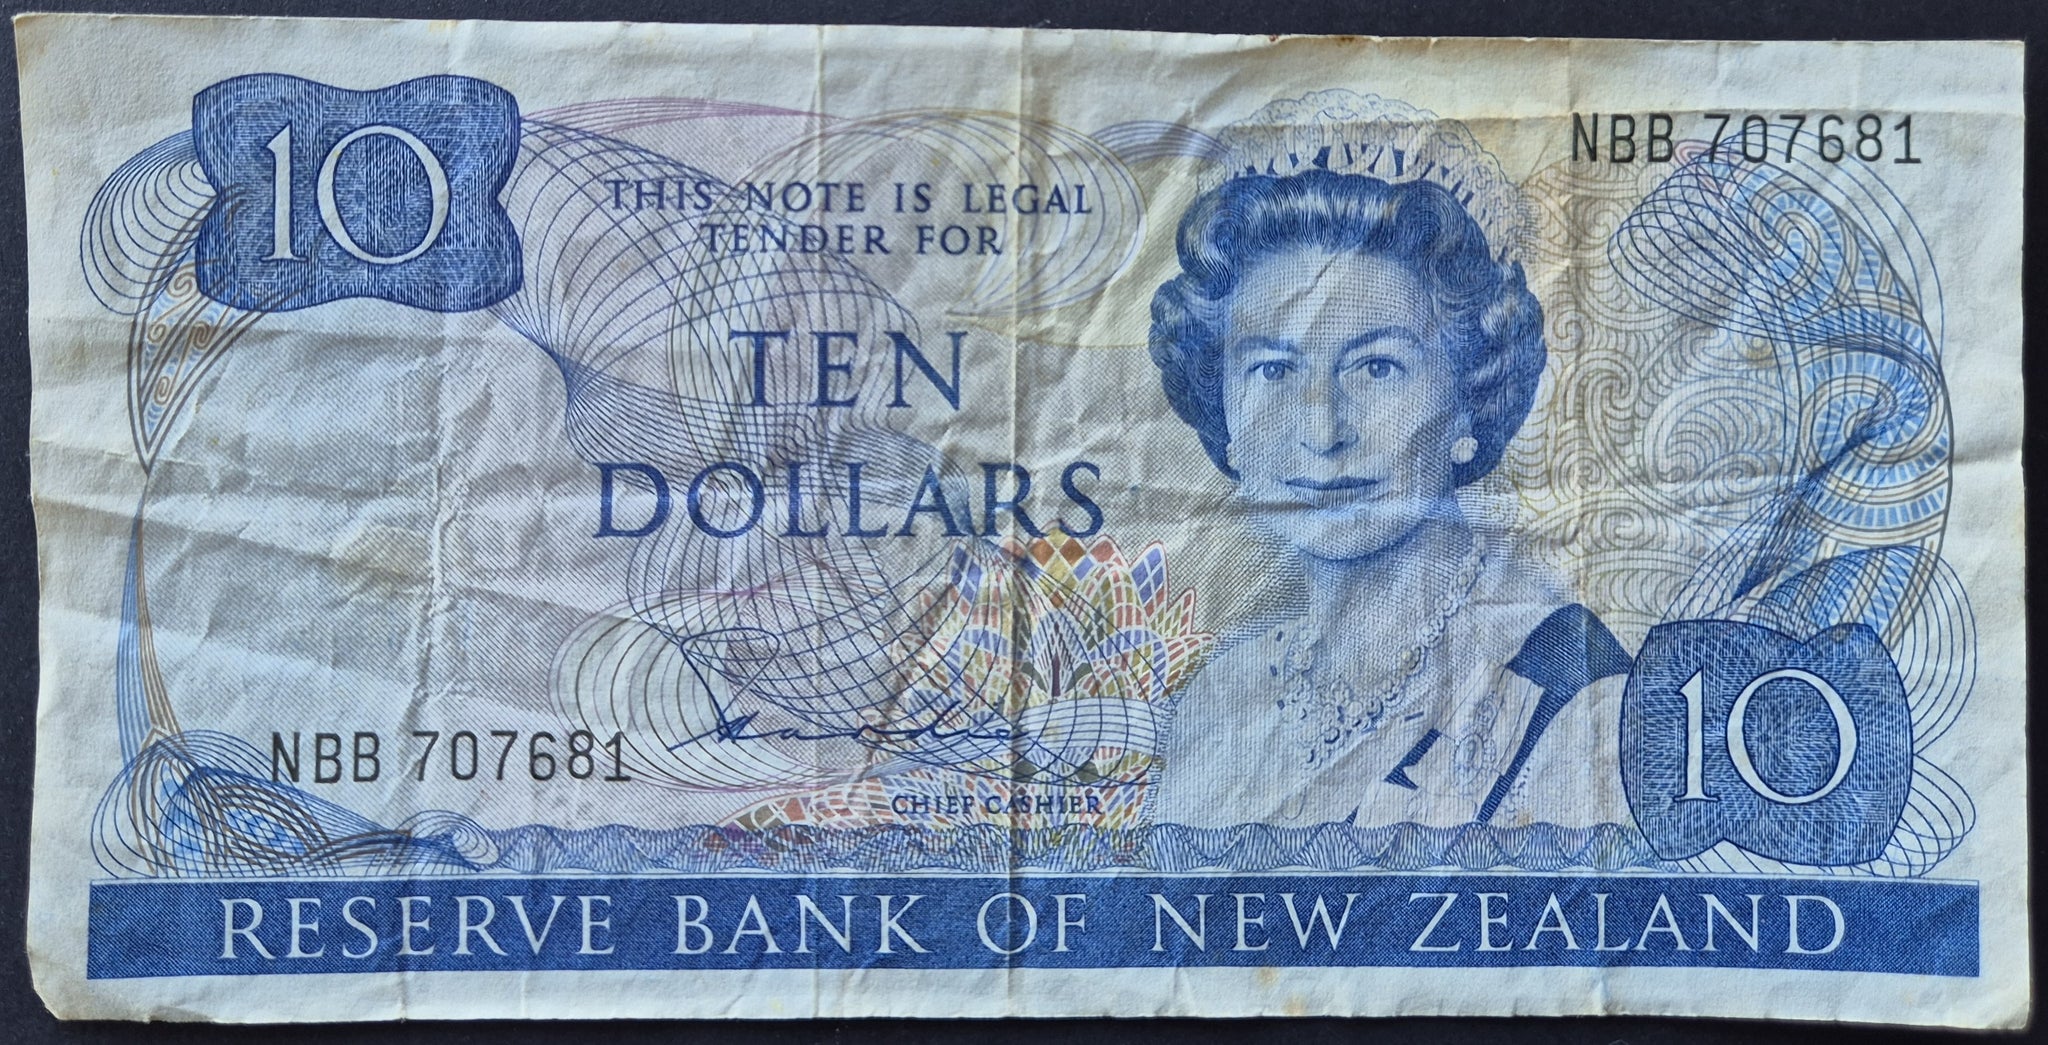 10
NBB 707681
THIS NOTE IS LEGAL
TENDER FOR
TEN
DOLLARS
NBB 707681
CHIEF CASHIER
10
RESERVE BANK OF NEW ZEALAND